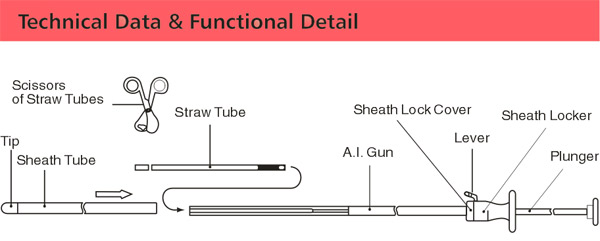 Technical Data & Functional Detail
Scissors
of Straw Tubes
Straw Tube
Sheath Lock Cover
Sheath Locker
Lever
Tip
Sheath Tube
A.I. Gun
Plunger